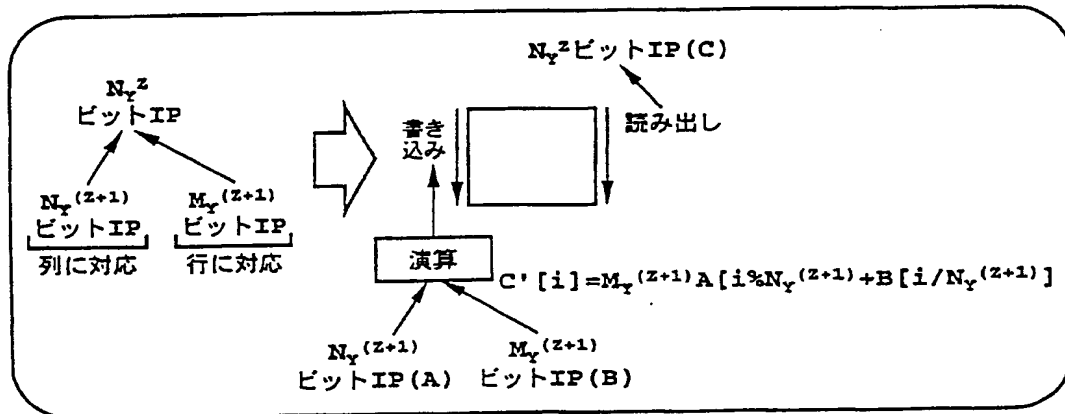 N_Y^Z
ビットIP
N_Y^(Z+1)
ビットIP
列に対応
M_Y^(Z+1)
ビットIP
行に対応
N_Y^ZビットIP(C)
書き
込み
読み出し
演算
C'[i]=M_Y^(Z+1)A[i%N_Y^(Z+1)+B[i/N_Y^(Z+1)]
N_Y^(Z+1)
ビットIP(A)
M_Y^(Z+1)
ビットIP(B)